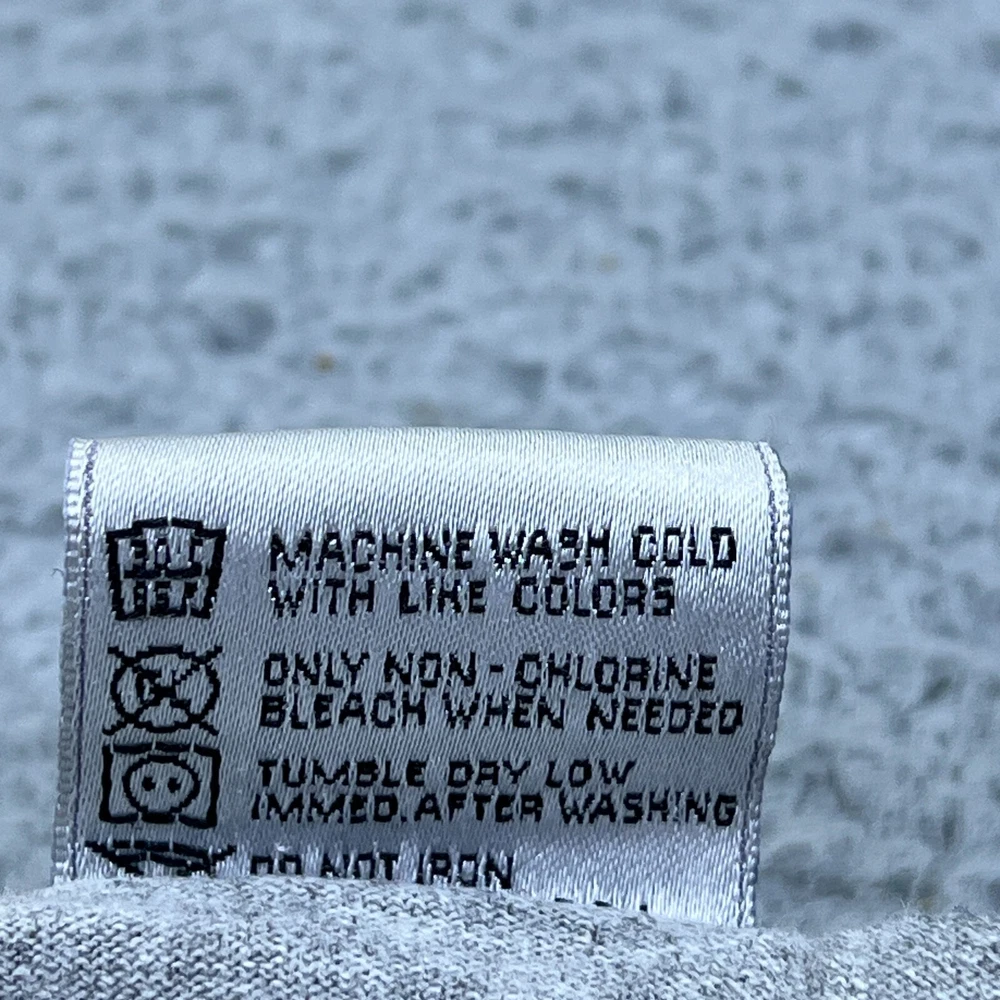 MACHINE WASH COLD
WITH LIKE COLORS
ONLY NON-CHLORINE
BLEACH WHEN NEEDED
TUMBLE DRY LOW
IMMED.AFTER WASHING
DO NOT IRON